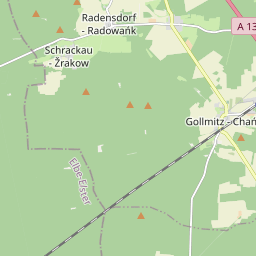 Radensdorf
- Radowańk
A 13
Schrackau
- Žrakow
Gollmitz - Chań
Elbe-Elster